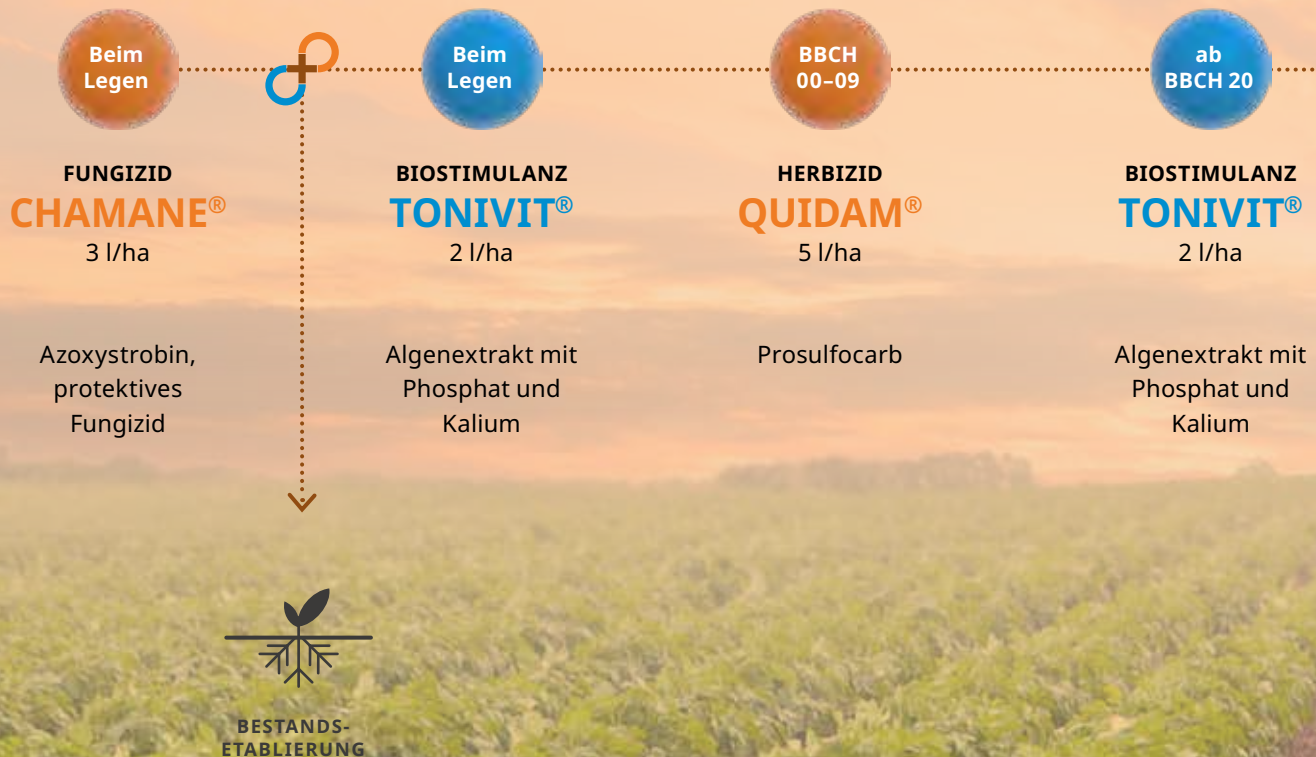 Beim
Legen
Beim
Legen
BBCH
00–09
ab
BBCH 20
FUNGIZID
CHAMANE®
3 l/ha
Azoxystrobin,
protektives
Fungizid
BIOSTIMULANZ
TONIVIT®
2 l/ha
Algenextrakt mit
Phosphat und
Kalium
HERBIZID
QUIDAM®
5 l/ha
Prosulfocarb
BIOSTIMULANZ
TONIVIT®
2 l/ha
Algenextrakt mit
Phosphat und
Kalium
BESTANDS-
ETABLIERUNG